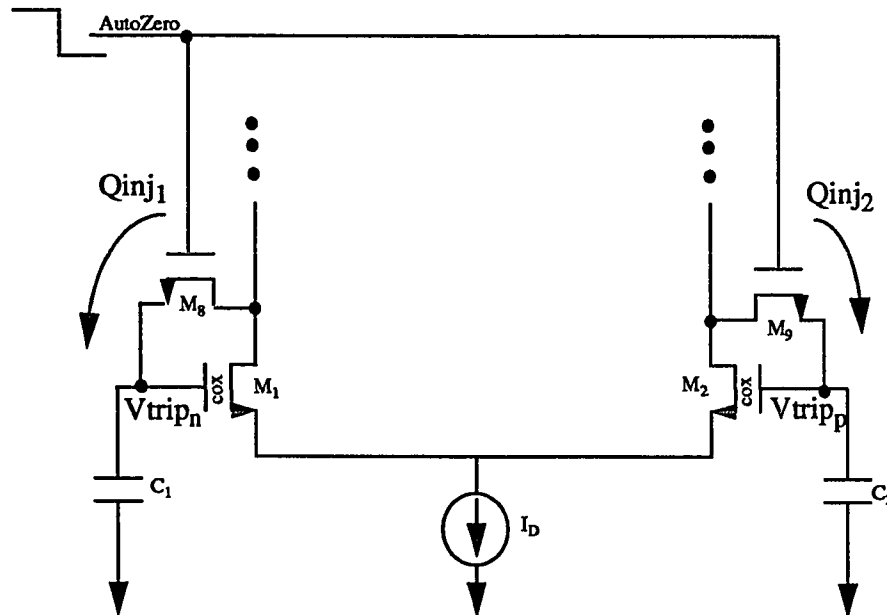 AutoZero
Qinj1
Qinj2
M8
M9
cox
M1
M2
cox
Vtripn
Vtripp
C1
ID